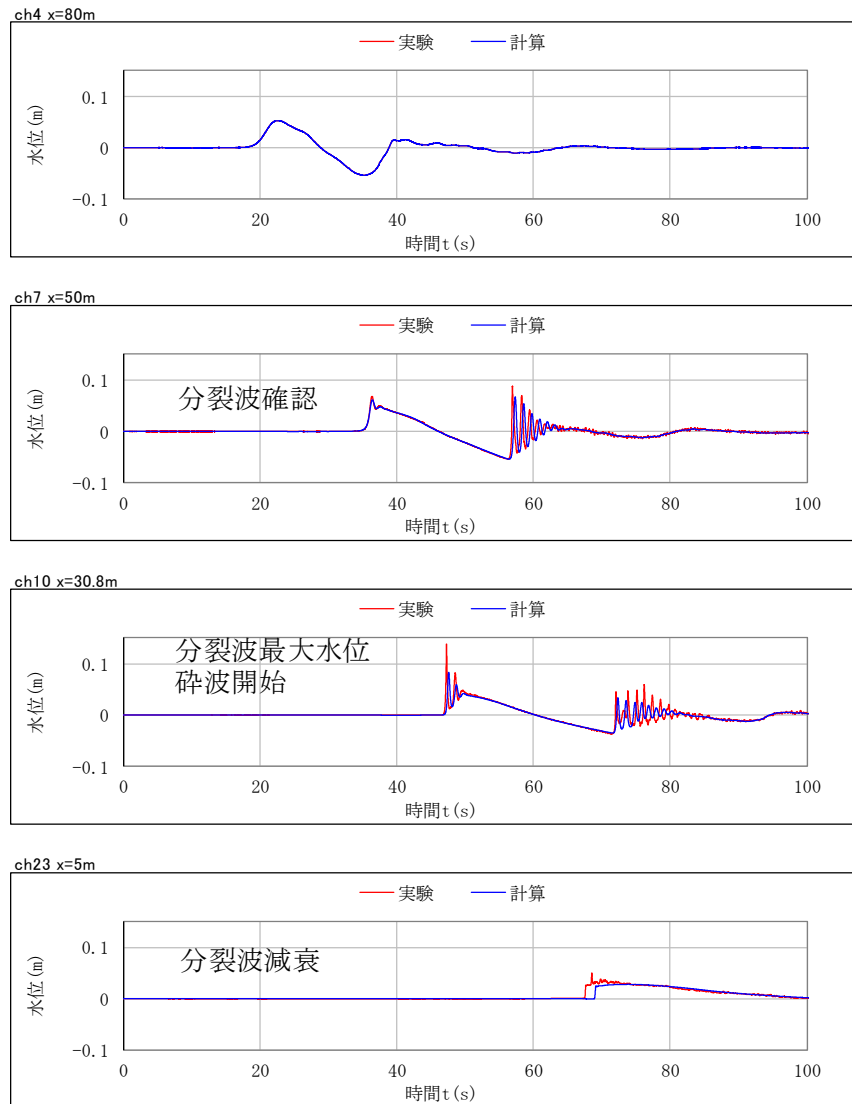 ch4 x=80m
実験 計算
0.1
0
-0.1
水位(m)
0 20 40 60 80 100
時間t(s)
ch7 x=50m
実験 計算
分裂波確認
0.1
0
-0.1
水位(m)
0 20 40 60 80 100
時間t(s)
ch10 x=30.8m
実験 計算
分裂波最大水位
砕波開始
0.1
0
-0.1
水位(m)
0 20 40 60 80 100
時間t(s)
ch23 x=5m
実験 計算
分裂波減衰
0.1
0
-0.1
水位(m)
0 20 40 60 80 100
時間t(s)